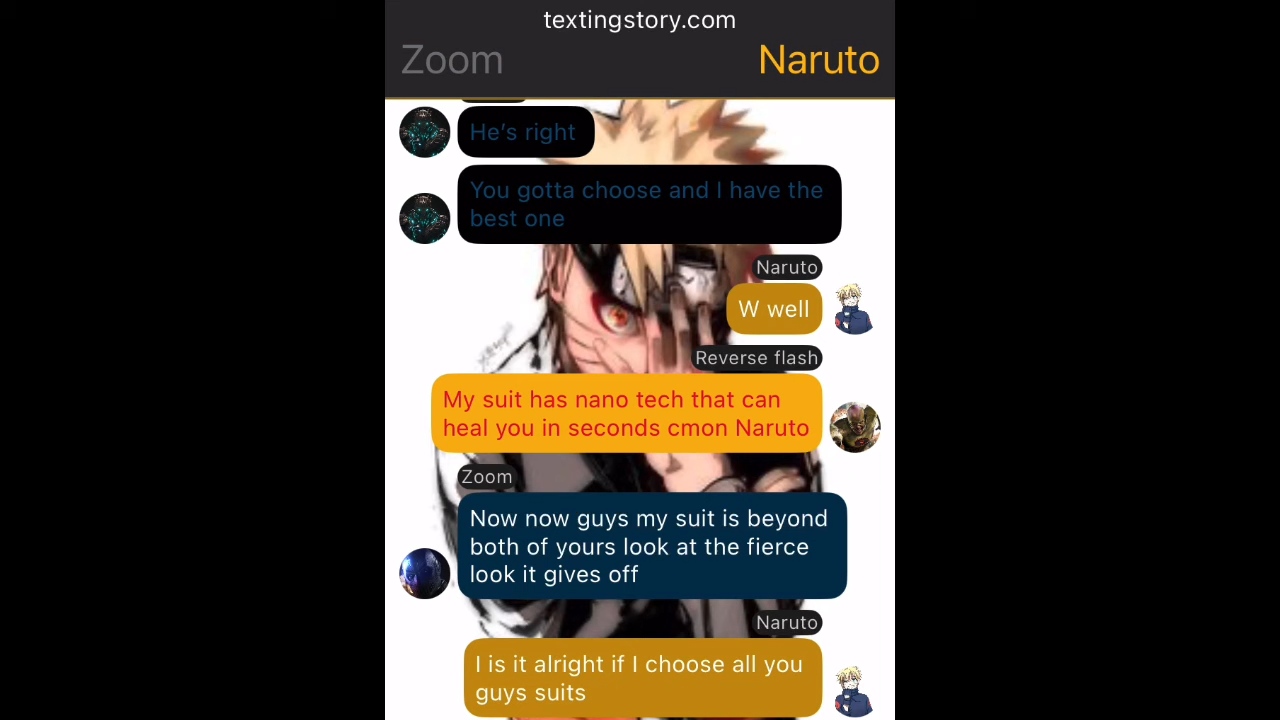 textingstory.com
Zoom
Naruto
He’s right
You gotta choose and I have the
best one
Naruto
W well
Reverse flash
My suit has nano tech that can
heal you in seconds cmon Naruto
Zoom
Now now guys my suit is beyond
both of yours look at the fierce
look it gives off
Naruto
I is it alright if I choose all you
guys suits